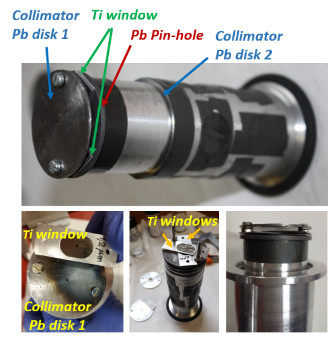 Collimator
Pb disk 1
Ti window
Pb Pin-hole
Collimator
Pb disk 2
Ti window
Collimator
Pb disk 1
Ti windows